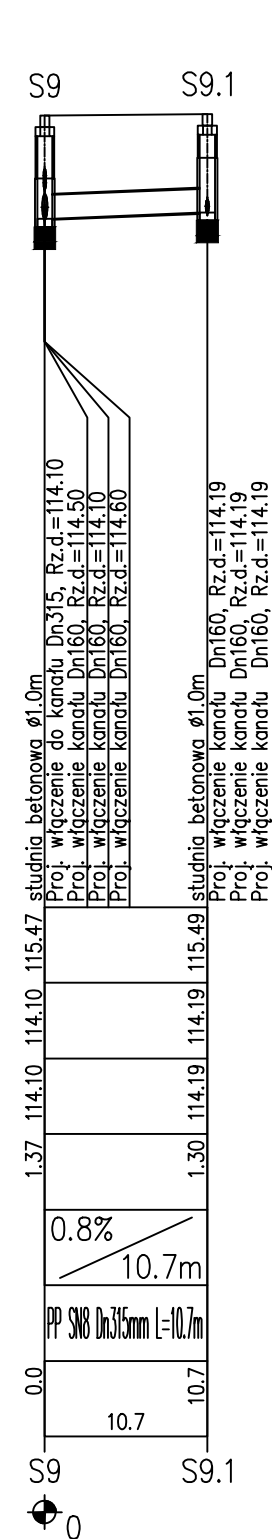 S9
S9.1
studnia betonowa ø1.0m
Proj. włączenie do kanału Dn315, Rz.d.=114.10
Proj. włączenie kanału Dn160, Rz.d.=114.50
Proj. włączenie kanału Dn160, Rz.d.=114.10
Proj. włączenie kanału Dn160, Rz.d.=114.60
studnia betonowa ø1.0m
Proj. włączenie kanału Dn160, Rz.d.=114.19
Proj. włączenie kanału Dn160, Rz.d.=114.19
Proj. włączenie kanału Dn160, Rz.d.=114.19
115.47
115.49
114.10
114.19
114.10
114.19
1.37
1.30
0.8%
10.7m
PP SN8 Dn315mm L=10.7m
0.0
10.7
10.7
S9
S9.1
0